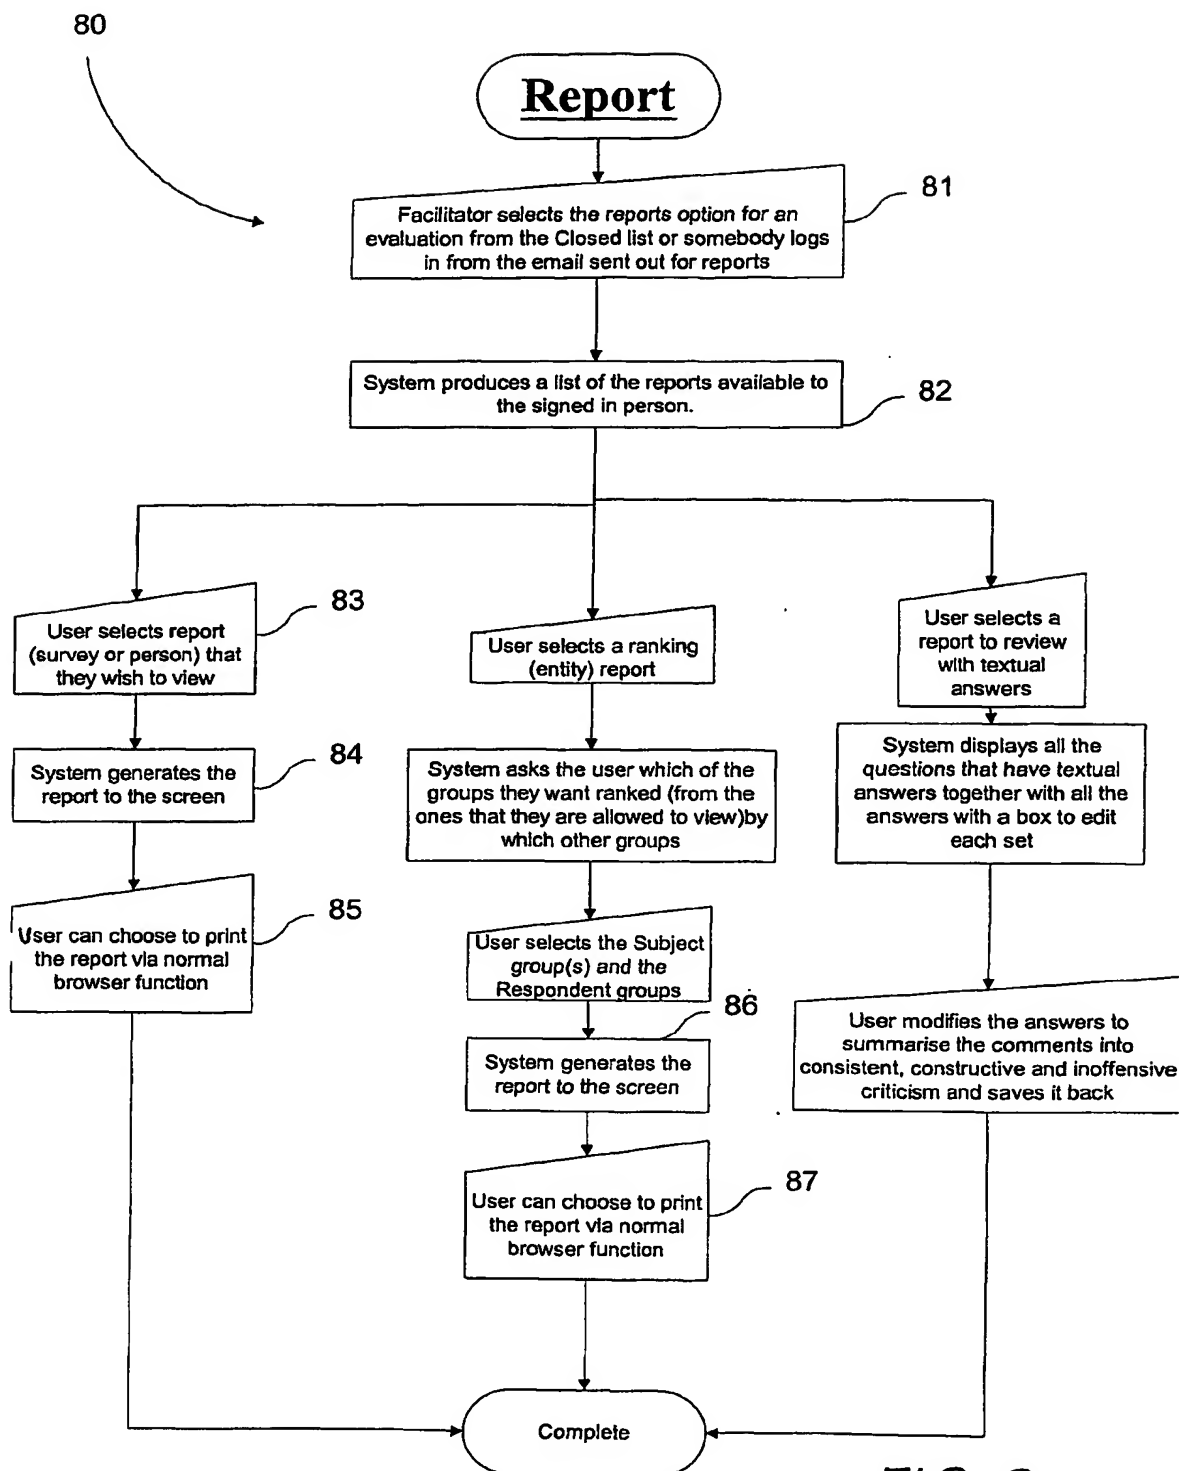 80
Report
81
Facilitator selects the reports option for an
evaluation from the Closed list or somebody logs
in from the email sent out for reports
System produces a list of the reports available to
the signed in person.
82
83
User selects report
(survey or person) that
they wish to view
84
System generates the
report to the screen
85
User can choose to print
the report via normal
browser function
User selects a ranking
(entity) report
System asks the user which of the
groups they want ranked (from the
ones that they are allowed to view)by
which other groups
User selects the Subject
group(s) and the
Respondent groups
86
System generates the
report to the screen
87
User can choose to print
the report via normal
browser function
User selects a
report to review
with textual
answers
System displays all the
questions that have textual
answers together with all the
answers with a box to edit
each set
User modifies the answers to
summarise the comments into
consistent, constructive and inoffensive
criticism and saves it back
Complete